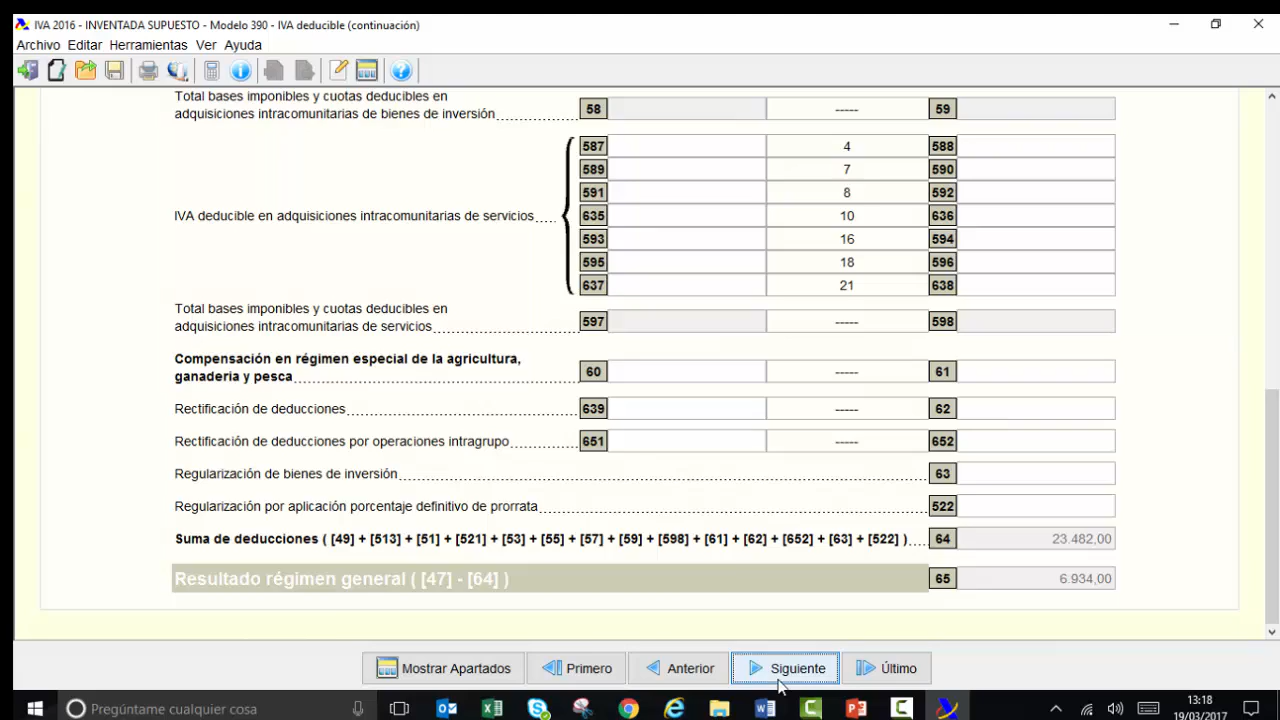 IVA 2016 - INVENTADA SUPUESTO - Modelo 390 - IVA deducible (continuación)
Archivo Editar Herramientas Ver Ayuda
Total bases imponibles y cuotas deducibles en
adquisiciones intracomunitarias de bienes de inversión 58 ----- 59
587 4 588
589 7 590
591 8 592
IVA deducible en adquisiciones intracomunitarias de servicios 635 10 636
593 16 594
595 18 596
637 21 638
Total bases imponibles y cuotas deducibles en
adquisiciones intracomunitarias de servicios 597 ----- 598
Compensación en régimen especial de la agricultura,
ganadería y pesca 60 ----- 61
Rectificación de deducciones 639 ----- 62
Rectificación de deducciones por operaciones intragrupo 651 ----- 652
Regularización de bienes de inversión 63
Regularización por aplicación porcentaje definitivo de prorrata 522
Suma de deducciones ( [49] + [513] + [51] + [521] + [53] + [55] + [57] + [59] + [598] + [61] + [62] + [652] + [63] + [522] ) 64 23.482,00
Resultado régimen general ( [47] - [64] ) 65 6.934,00
Mostrar Apartados Primero Anterior Siguiente Último
Pregúntame cualquier cosa
13:18
19/03/2017